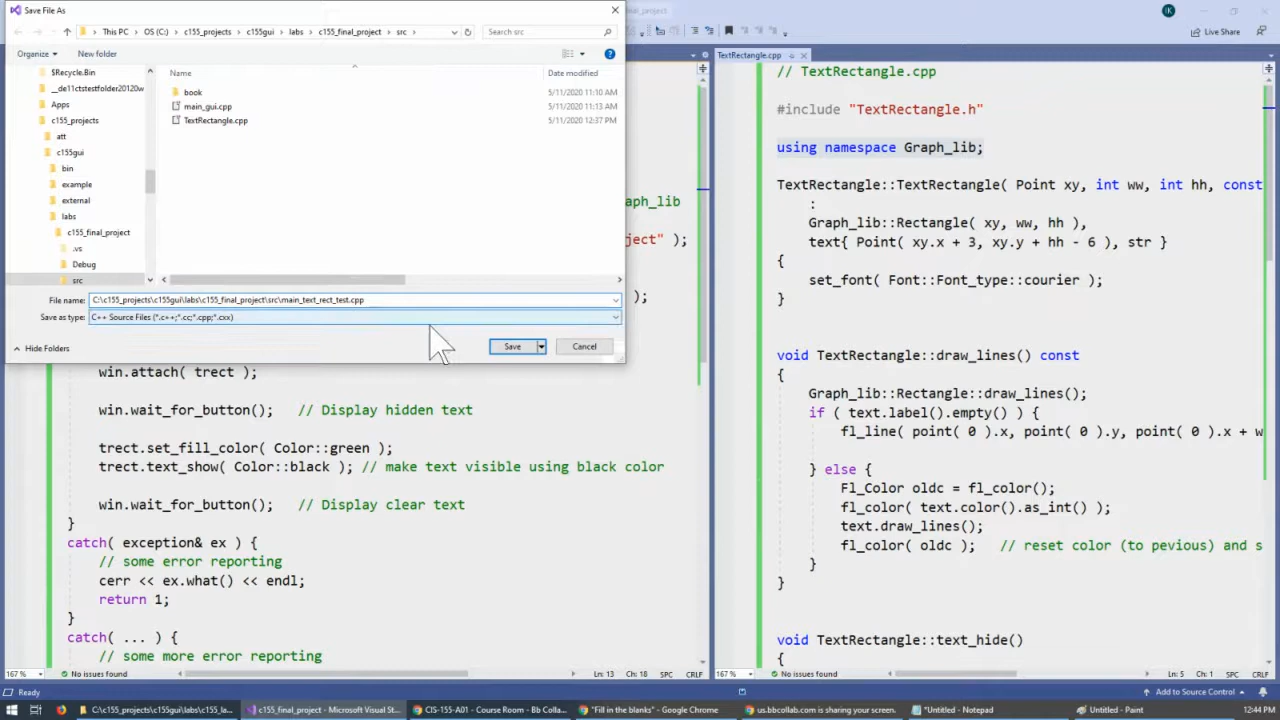 Save File As
This PC > OS (C:) > c155_projects > c155gui > labs > c155_final_project > src >
Search src
Organize
New folder
$Recycle.Bin
__de11ctstestfolder20120w
Apps
c155_projects
att
c155gui
bin
example
external
labs
c155_final_project
.vs
Debug
src
Name
Date modified
book
5/11/2020 11:10 AM
main_gui.cpp
5/11/2020 11:13 AM
TextRectangle.cpp
5/11/2020 12:37 PM
File name:
C:\c155_projects\c155gui\labs\c155_final_project\src\main_text_rect_test.cpp
Save as type:
C++ Source Files (*.c++;*.cc;*.cpp;*.cxx)
Hide Folders
Save
Cancel
IK
Live Share
aph_lib
ject" );
);
win.attach( trect );
win.wait_for_button(); // Display hidden text
trect.set_fill_color( Color::green );
trect.text_show( Color::black ); // make text visible using black color
win.wait_for_button(); // Display clear text
}
catch( exception& ex ) {
// some error reporting
cerr << ex.what() << endl;
return 1;
}
catch( ... ) {
// some more error reporting
167 %
No issues found
Ln: 13
Ch: 18
SPC
CRLF
TextRectangle.cpp
// TextRectangle.cpp
#include "TextRectangle.h"
using namespace Graph_lib;
TextRectangle::TextRectangle( Point xy, int ww, int hh, const
:
Graph_lib::Rectangle( xy, ww, hh ),
text{ Point( xy.x + 3, xy.y + hh - 6 ), str }
{
set_font( Font::Font_type::courier );
}
void TextRectangle::draw_lines() const
{
Graph_lib::Rectangle::draw_lines();
if ( text.label().empty() ) {
fl_line( point( 0 ).x, point( 0 ).y, point( 0 ).x + w
} else {
Fl_Color oldc = fl_color();
fl_color( text.color().as_int() );
text.draw_lines();
fl_color( oldc ); // reset color (to pevious) and s
}
}
void TextRectangle::text_hide()
{
167 %
No issues found
Ln: 5
Ch: 1
SPC
CRLF
Ready
Add to Source Control
C:\c155_projects\c155gui\labs\c155_la...
c155_final_project - Microsoft Visual St...
CIS-155-A01 - Course Room - Bb Collab...
"Fill in the blanks" - Google Chrome
us.bbcollab.com is sharing your screen.
*Untitled - Notepad
Untitled - Paint
12:44 PM